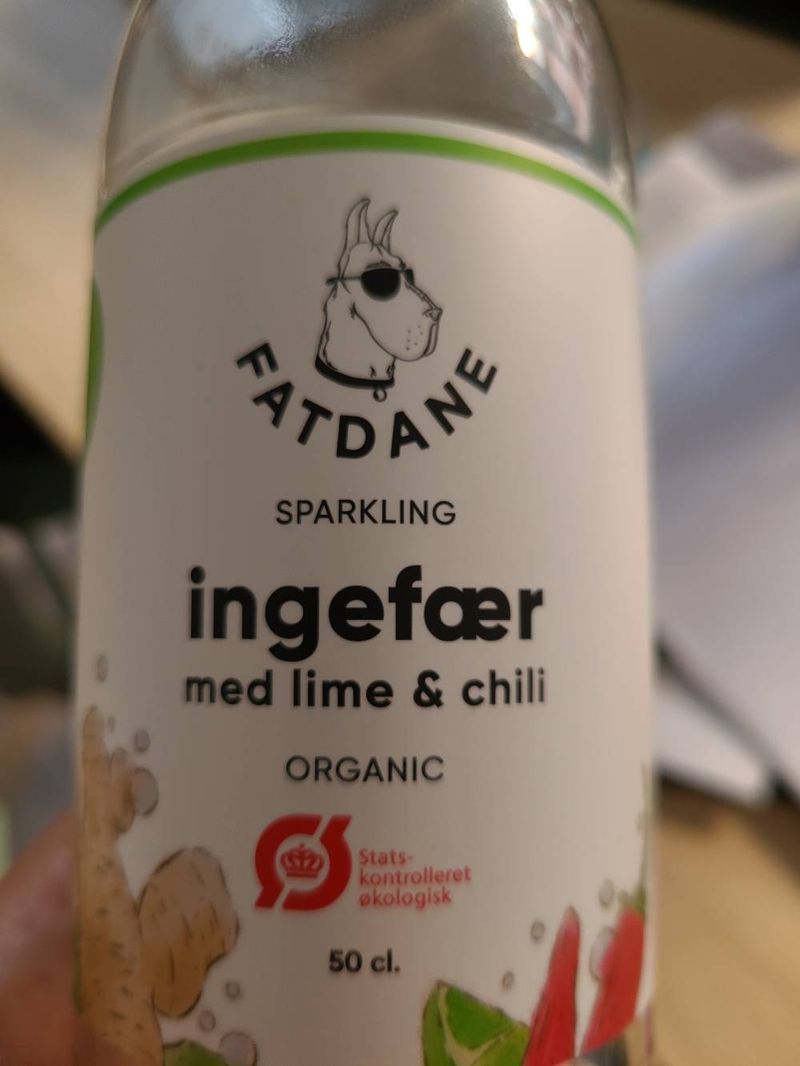 FATDANE
SPARKLING
ingefær
med lime & chili
ORGANIC
Stats-
kontrolleret
økologisk
50 cl.